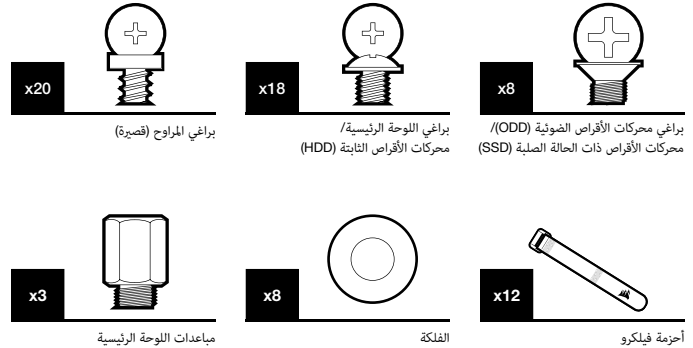 x8
براغي محركات الأقراص الضوئية (ODD)/
محركات الأقراص ذات الحالة الصلبة (SSD)
x18
براغي اللوحة الرئيسية/
محركات الأقراص الثابتة (HDD)
x20
براغي المراوح (قصيرة)
x12
أحزمة فيلكرو
x8
الفلكة
x3
مباعدات اللوحة الرئيسية